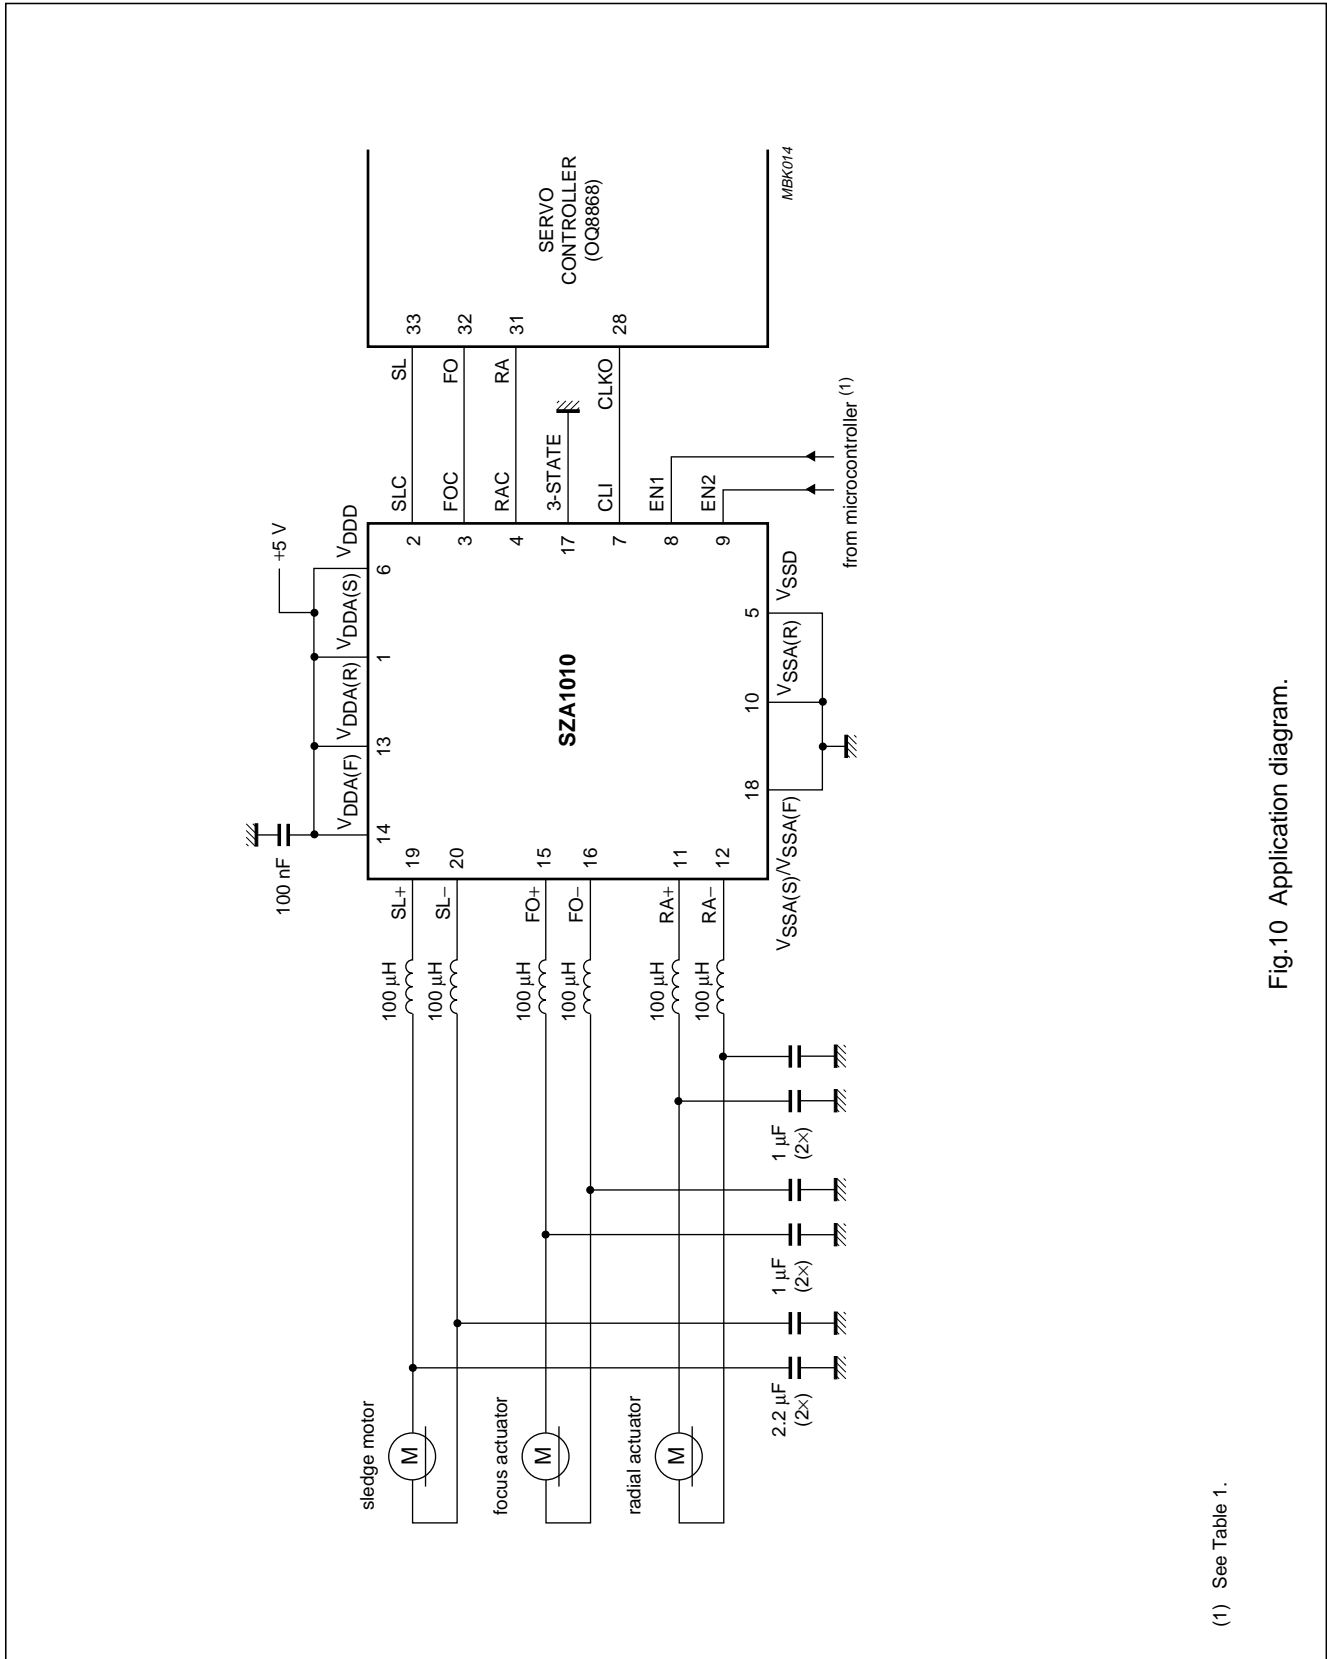 sledge motor
M
focus actuator
M
radial actuator
M
2.2 μF
(2×)
1 μF
(2×)
1 μF
(2×)
100 μH
100 μH
100 μH
100 μH
100 μH
100 μH
SL+
SL−
FO+
FO−
RA+
RA−
19
20
15
16
11
12
100 nF
+5 V
VDDA(F)
VDDA(R)
VDDA(S)
VDDD
14
13
1
6
SZA1010
18
10
5
VSSA(S)/VSSA(F)
VSSA(R)
VSSD
2
3
4
17
7
8
9
SLC
FOC
RAC
3-STATE
CLI
EN1
EN2
SL
FO
RA
CLKO
33
32
31
28
SERVO
CONTROLLER
(OQ8868)
from microcontroller (1)
MBK014
(1) See Table 1.
Fig.10 Application diagram.